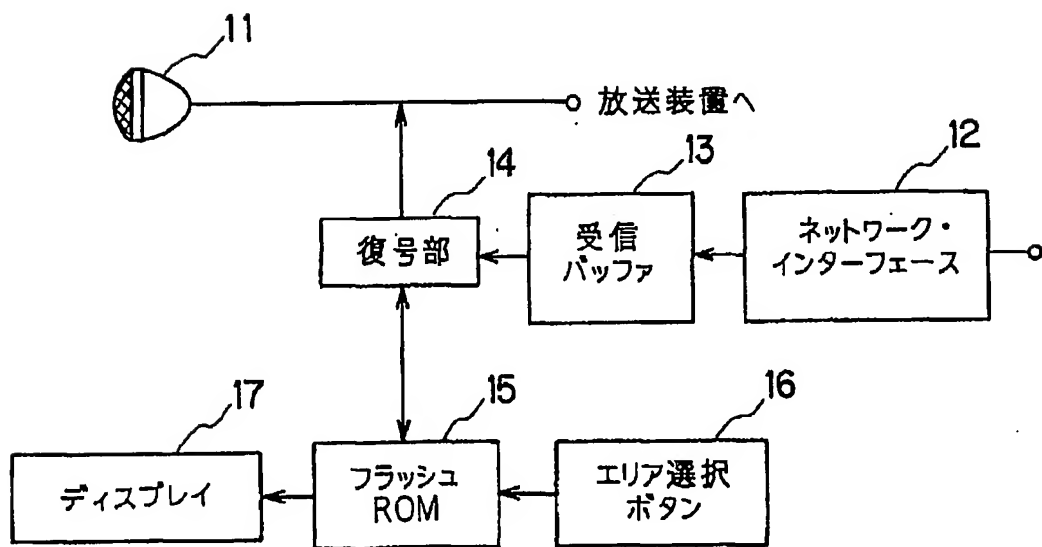 11
放送装置へ
12
13
14
ネットワーク・
インターフェース
受信
バッファ
復号部
17
15
16
ディスプレイ
フラッシュ
ROM
エリア選択
ボタン